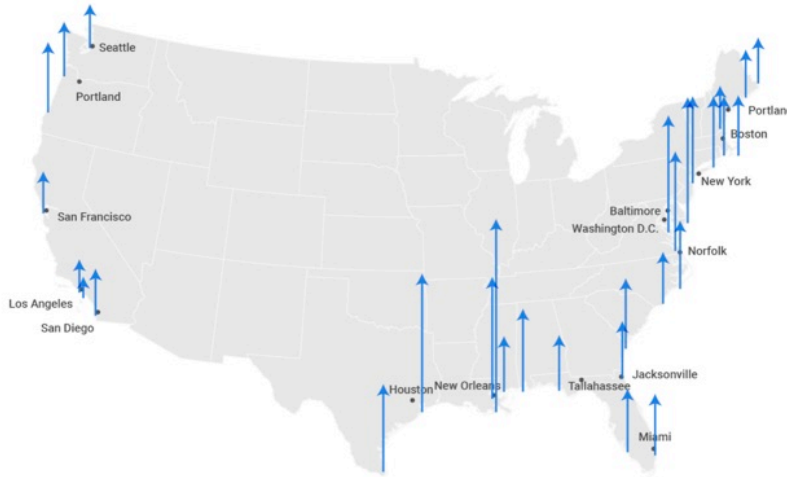 Seattle
Portland
Portland
Boston
New York
Baltimore
Washington D.C.
San Francisco
Norfolk
Los Angeles
San Diego
Houston
New Orleans
Tallahassee
Jacksonville
Miami